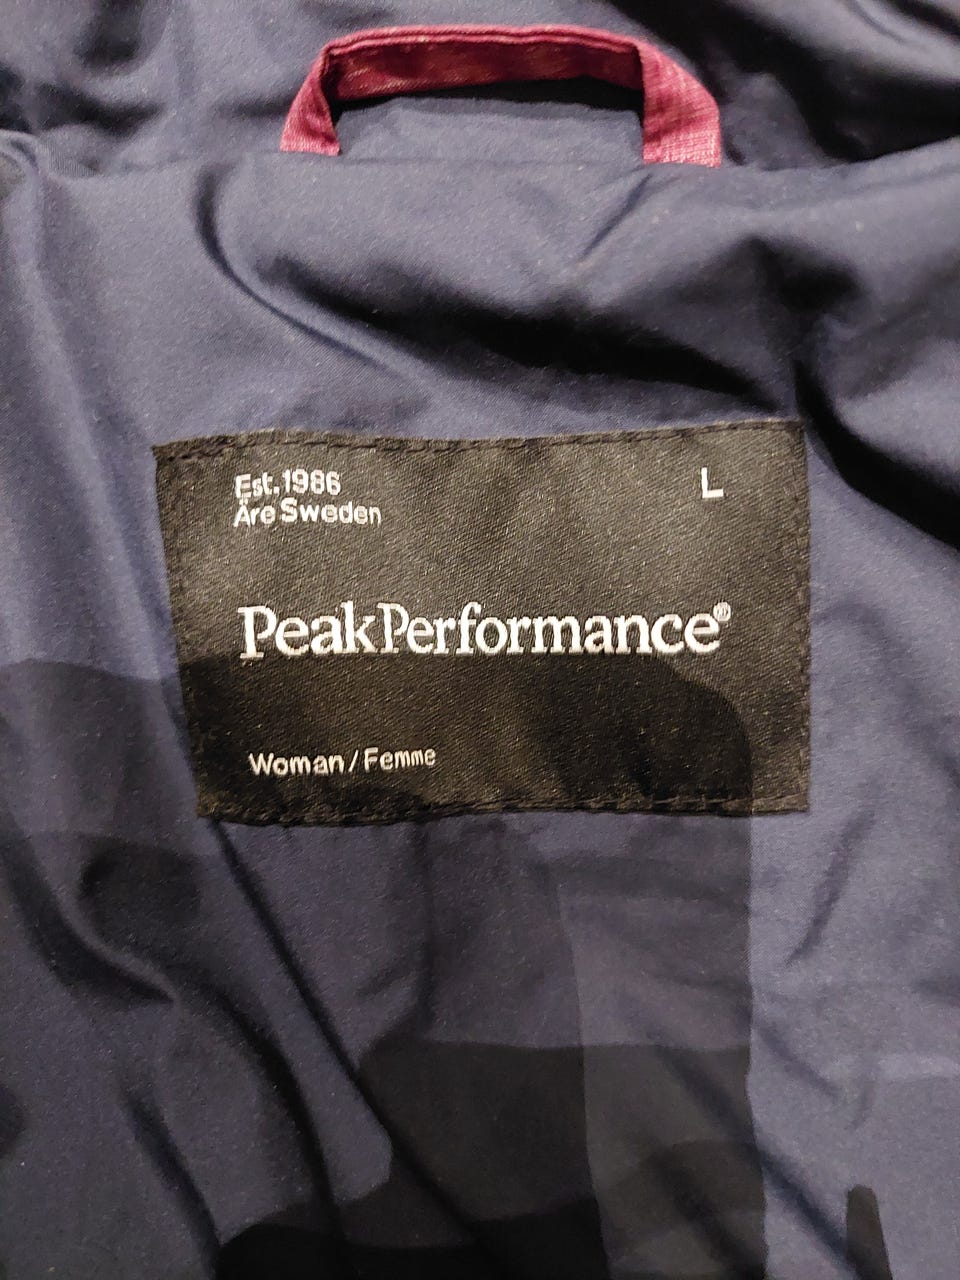 Est.1986
Åre Sweden
L
PeakPerformance®
Woman/Femme